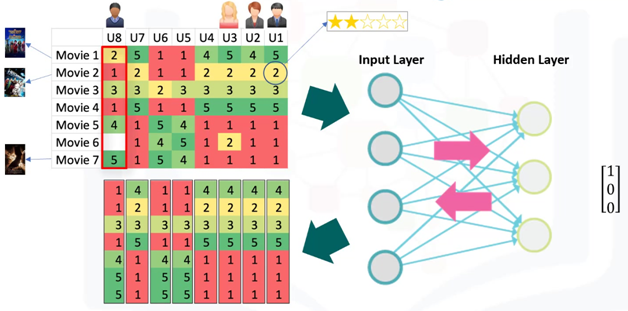 U8 U7 U6 U5 U4 U3 U2 U1
Movie 1 2 5 1 1 4 5 4 5
Movie 2 1 2 1 1 2 2 2 2
Movie 3 3 3 2 3 3 3 3 3
Movie 4 1 5 1 1 5 5 5 5
Movie 5 4 1 5 4 1 1 1 1
Movie 6 1 4 5 1 2 1 1
Movie 7 5 1 5 4 1 1 1 1
1 4 1 1 4 4 4 4
1 2 1 1 2 2 2 2
3 3 3 3 3 3 3 3
1 5 1 1 5 5 5 5
4 1 4 4 1 1 1 1
5 1 5 5 1 1 1 1
5 1 5 5 1 1 1 1
Input Layer
Hidden Layer
1
0
0